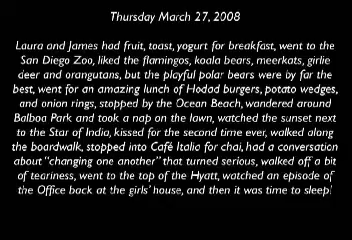 Thursday March 27, 2008
Laura and James had fruit, toast, yogurt for breakfast, went to the
San Diego Zoo, liked the flamingos, koala bears, meerkats, girlie
deer and orangutans, but the playful polar bears were by far the
best, went for an amazing lunch of Hodad burgers, potato wedges,
and onion rings, stopped by the Ocean Beach, wandered around
Balboa Park and took a nap on the lawn, watched the sunset next
to the Star of India, kissed for the second time ever, walked along
the boardwalk, stopped into Café Italia for chai, had a conversation
about "changing one another" that turned serious, walked off a bit
of teariness, went to the top of the Hyatt, watched an episode of
the Office back at the girls' house, and then it was time to sleep!